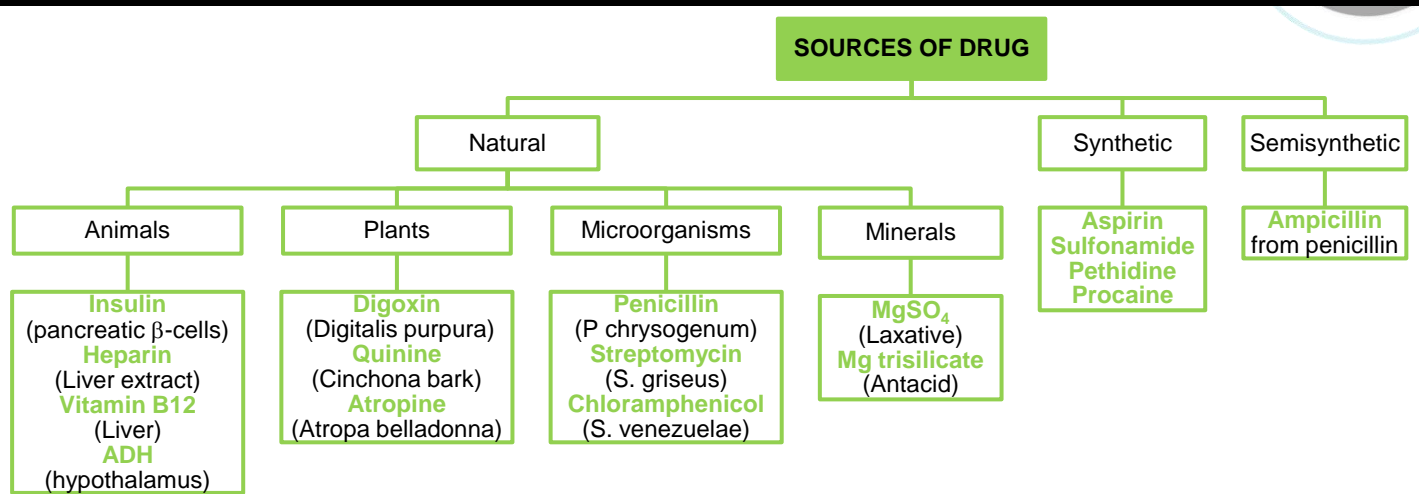 SOURCES OF DRUG
Natural
Synthetic
Semisynthetic
Animals
Plants
Microorganisms
Minerals
Insulin
(pancreatic β-cells)
Heparin
(Liver extract)
Vitamin B12
(Liver)
ADH
(hypothalamus)
Digoxin
(Digitalis purpura)
Quinine
(Cinchona bark)
Atropine
(Atropa belladonna)
Penicillin
(P chrysogenum)
Streptomycin
(S. griseus)
Chloramphenicol
(S. venezuelae)
MgSO₄
(Laxative)
Mg trisilicate
(Antacid)
Aspirin
Sulfonamide
Pethidine
Procaine
Ampicillin
from penicillin